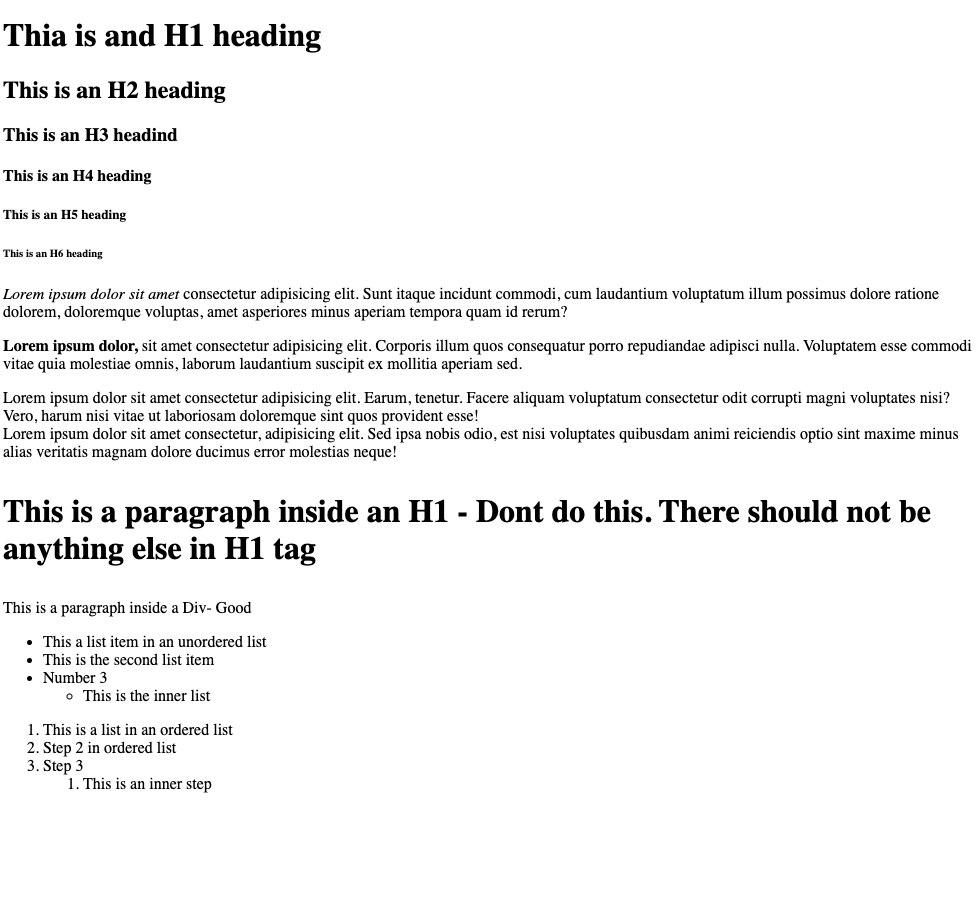 Thia is and H1 heading
This is an H2 heading
This is an H3 headind
This is an H4 heading
This is an H5 heading
This is an H6 heading
Lorem ipsum dolor sit amet consectetur adipisicing elit. Sunt itaque incidunt commodi, cum laudantium voluptatum illum possimus dolore ratione
dolorem, doloremque voluptas, amet asperiores minus aperiam tempora quam id rerum?
Lorem ipsum dolor, sit amet consectetur adipisicing elit. Corporis illum quos consequatur porro repudiandae adipisci nulla. Voluptatem esse commodi
vitae quia molestiae omnis, laborum laudantium suscipit ex mollitia aperiam sed.
Lorem ipsum dolor sit amet consectetur adipisicing elit. Earum, tenetur. Facere aliquam voluptatum consectetur odit corrupti magni voluptates nisi?
Vero, harum nisi vitae ut laboriosam doloremque sint quos provident esse!
Lorem ipsum dolor sit amet consectetur, adipisicing elit. Sed ipsa nobis odio, est nisi voluptates quibusdam animi reiciendis optio sint maxime minus
alias veritatis magnam dolore ducimus error molestias neque!
This is a paragraph inside an H1 - Dont do this. There should not be
anything else in H1 tag
This is a paragraph inside a Div- Good
• This a list item in an unordered list
• This is the second list item
• Number 3
◦ This is the inner list
1. This is a list in an ordered list
2. Step 2 in ordered list
3. Step 3
1. This is an inner step